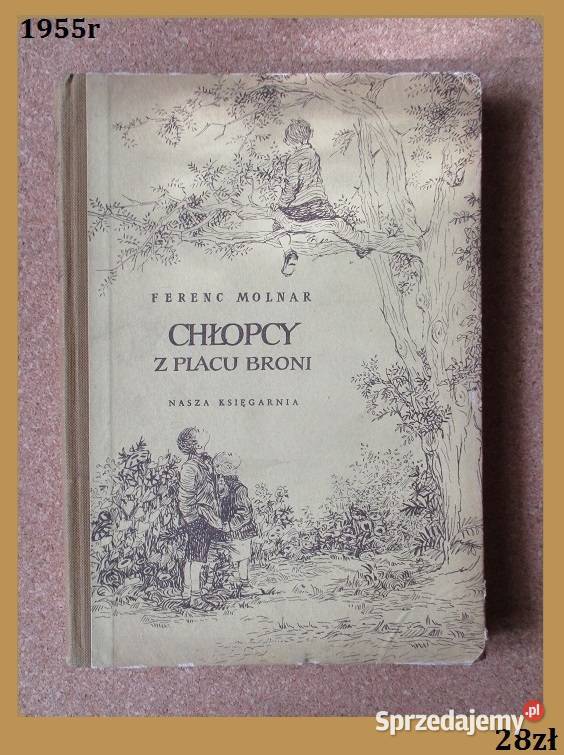 1955r
FERENC MOLNAR
CHŁOPCY
Z PLACU BRONI
NASZA KSIĘGARNIA
Sprzedajemy.pl
28zł